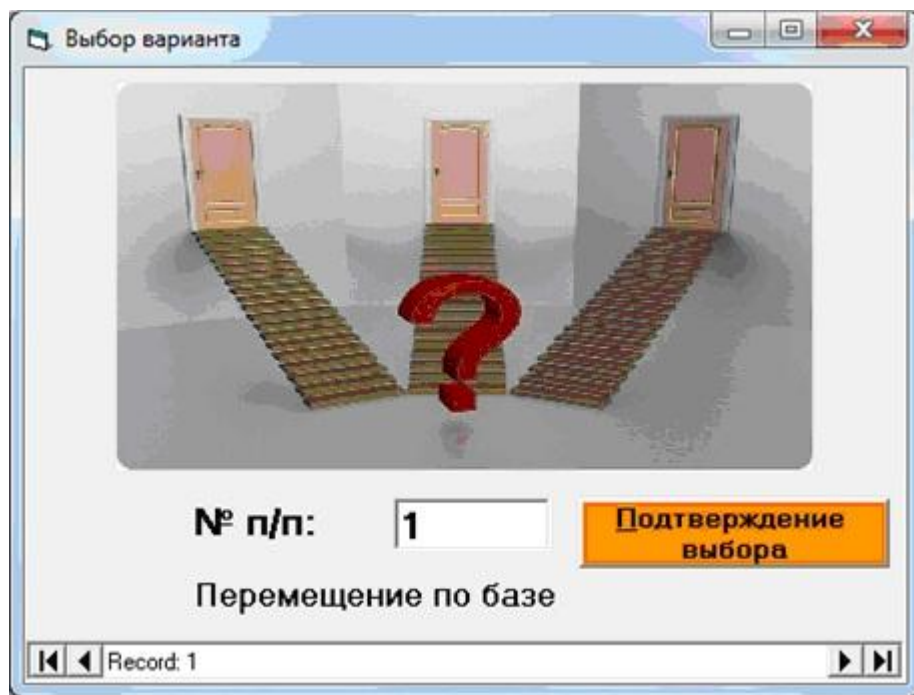 Выбор варианта
№ п/п: 1
Подтверждение
выбора
Перемещение по базе
Record: 1